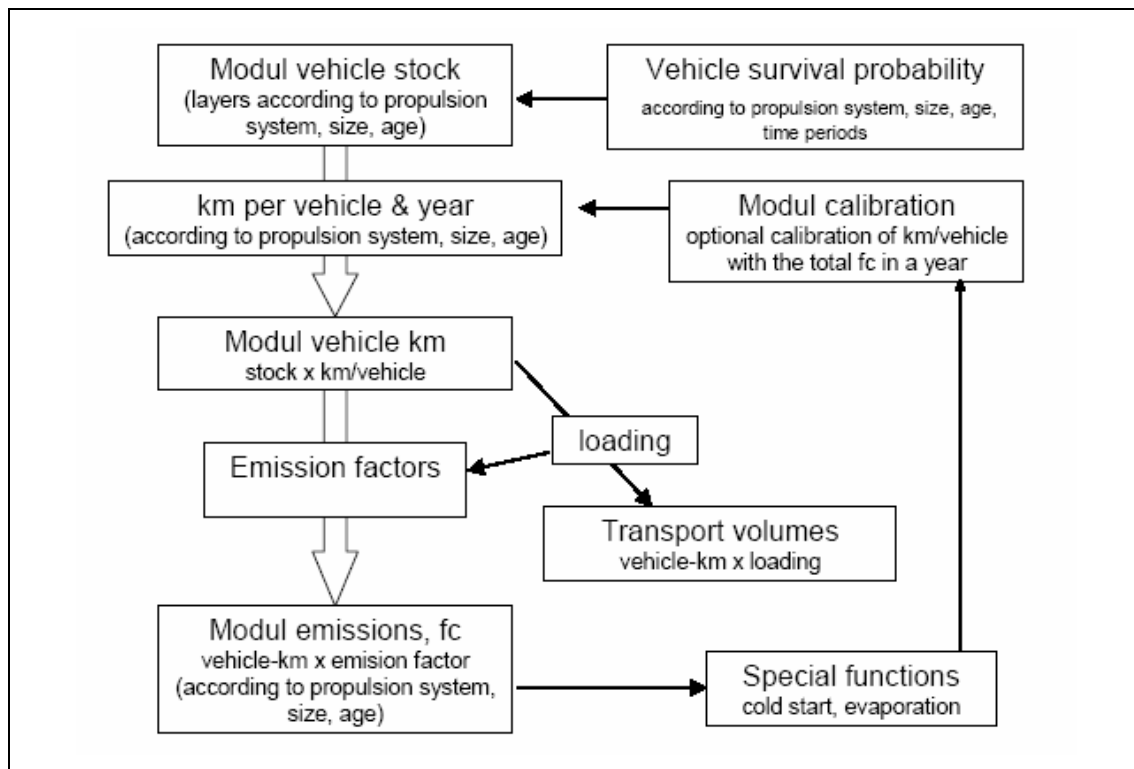 Modul vehicle stock
(layers according to propulsion
system, size, age)
Vehicle survival probability
according to propulsion system, size, age,
time periods
km per vehicle & year
(according to propulsion system, size, age)
Modul calibration
optional calibration of km/vehicle
with the total fc in a year
Modul vehicle km
stock x km/vehicle
loading
Emission factors
Transport volumes
vehicle-km x loading
Modul emissions, fc
vehicle-km x emision factor
(according to propulsion system,
size, age)
Special functions
cold start, evaporation